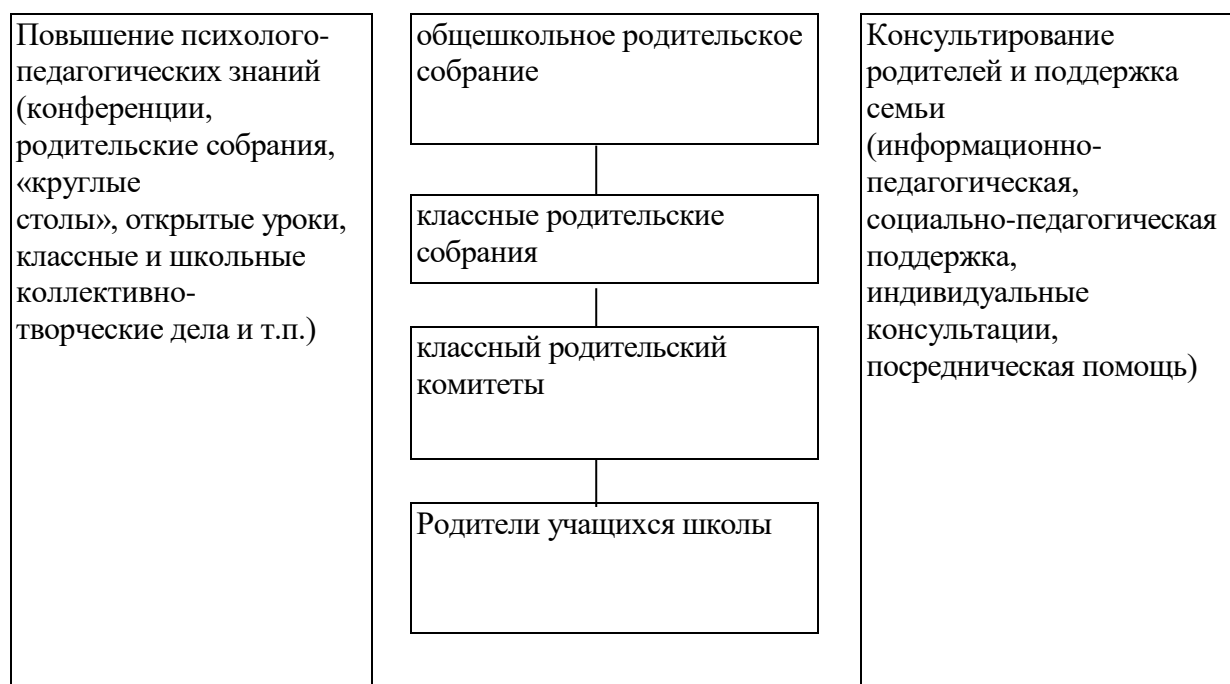 Повышение психолого-
педагогических знаний
(конференции,
родительские собрания,
«круглые
столы», открытые уроки,
классные и школьные
коллективно-
творческие дела и т.п.)
общешкольное родительское
собрание
классные родительские
собрания
классный родительский
комитеты
Родители учащихся школы
Консультирование
родителей и поддержка
семьи
(информационно-
педагогическая,
социально-педагогическая
поддержка,
индивидуальные
консультации,
посредническая помощь)